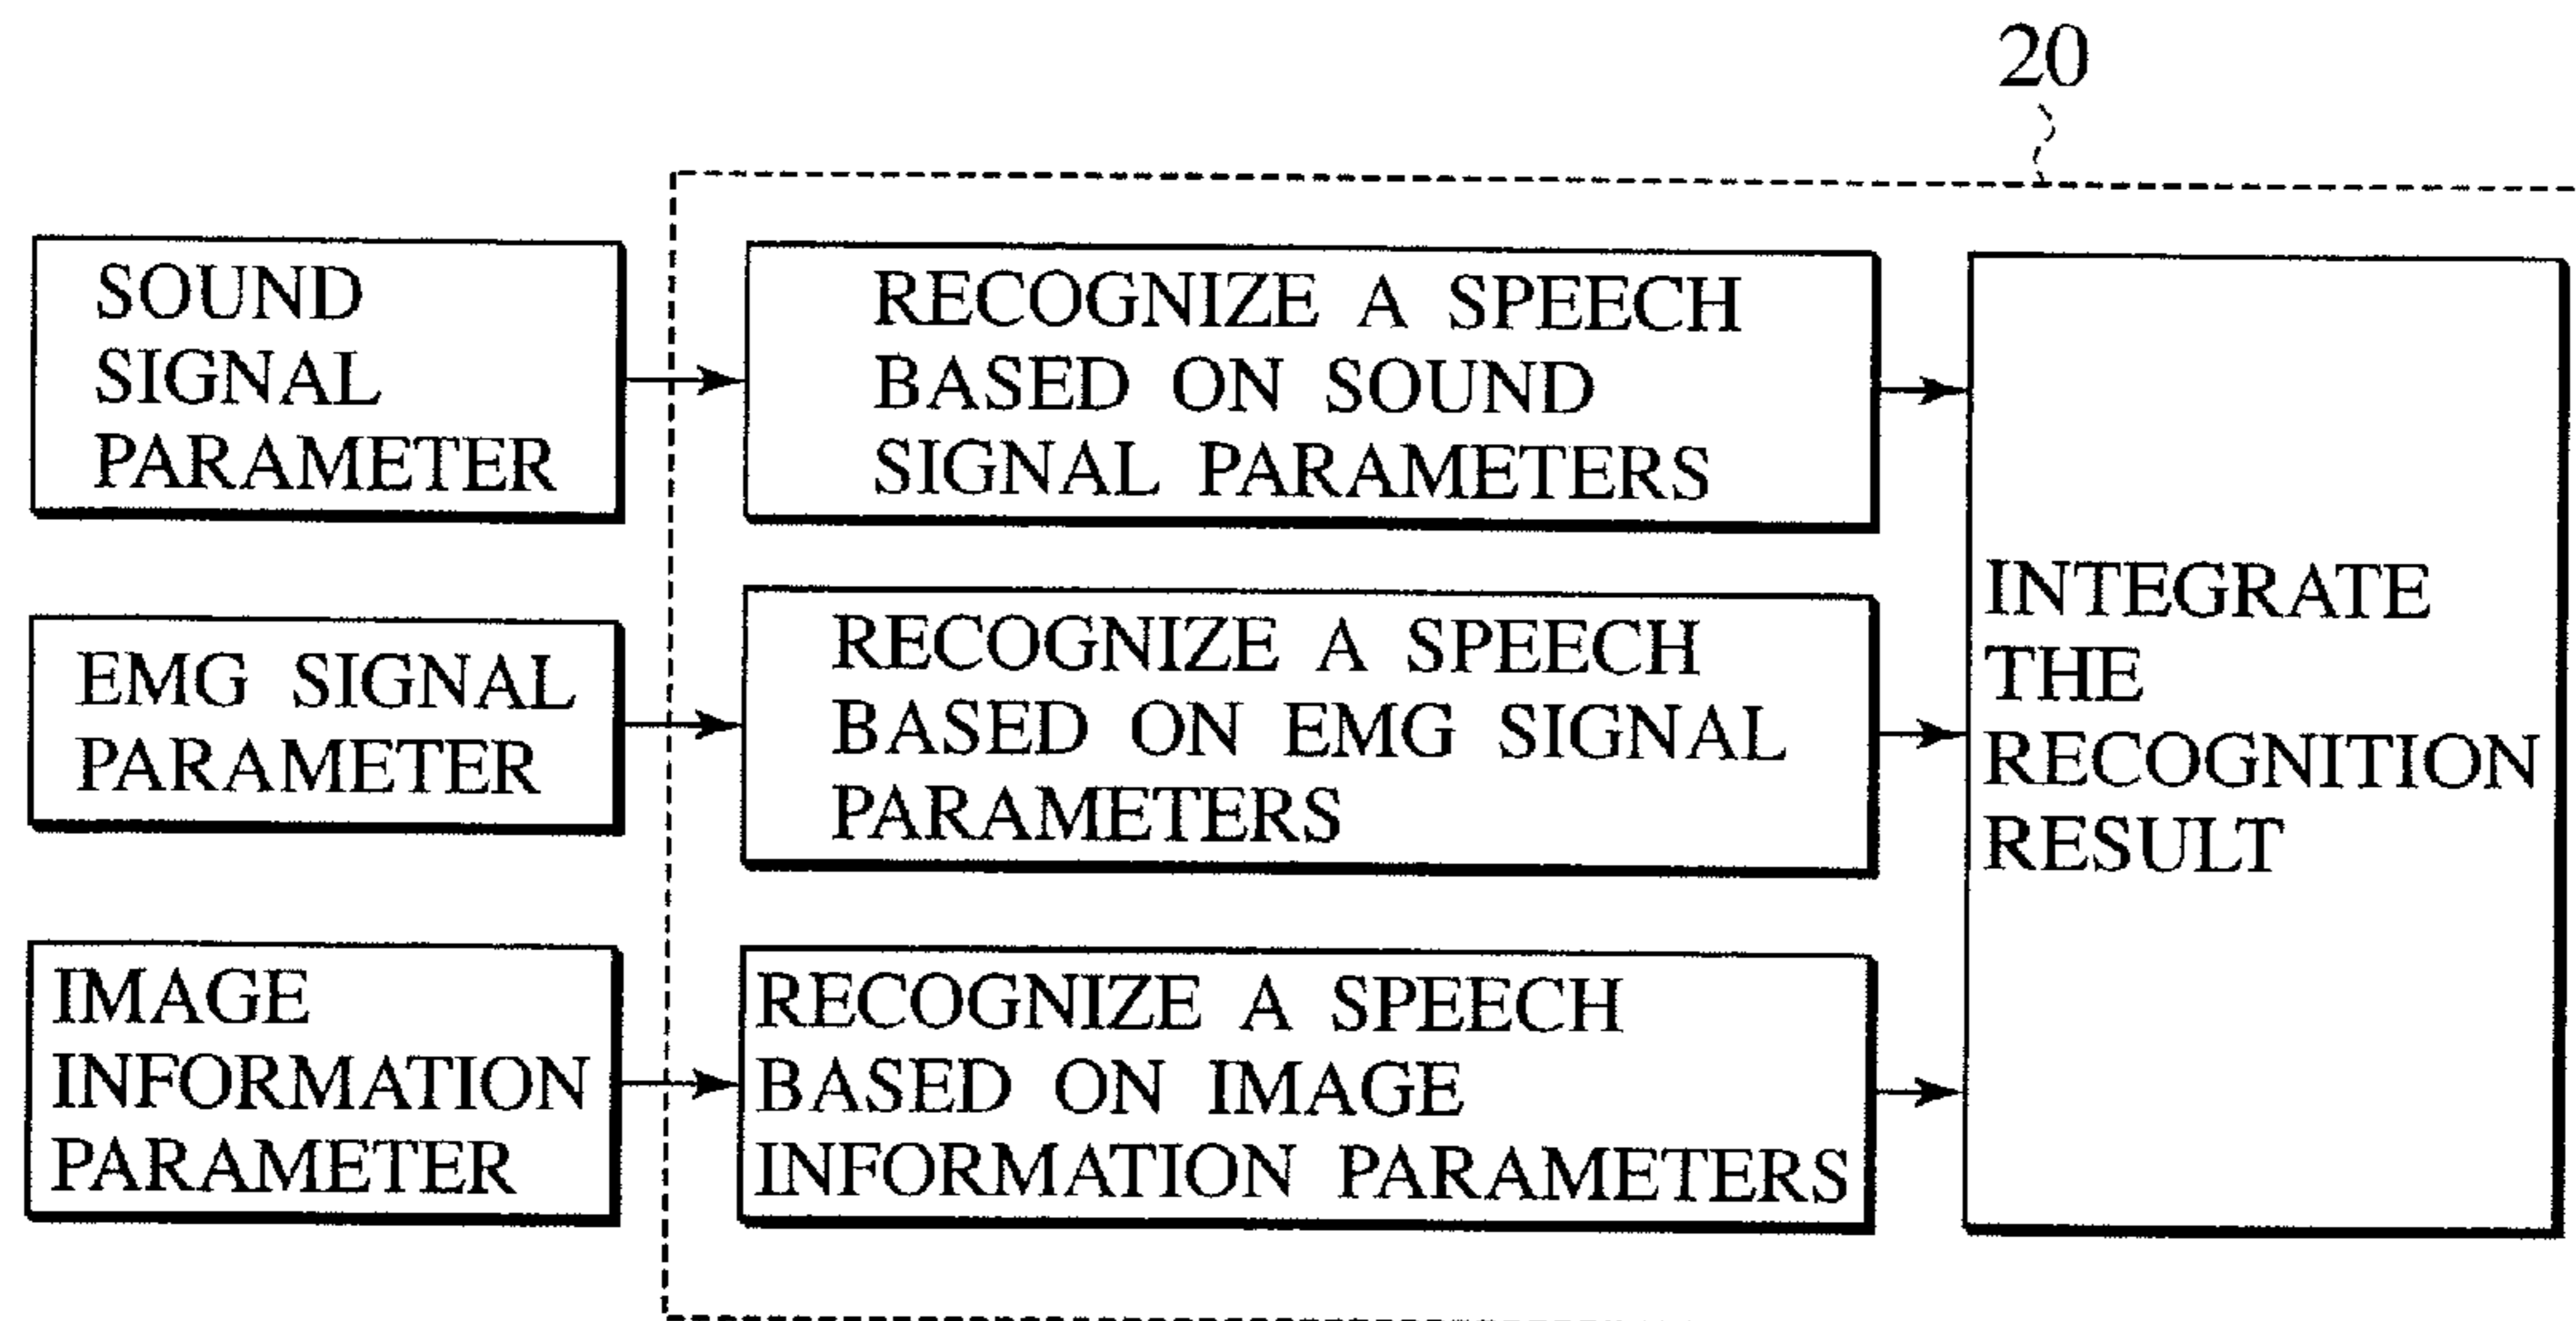 20
SOUND
SIGNAL
PARAMETER
RECOGNIZE A SPEECH
BASED ON SOUND
SIGNAL PARAMETERS
EMG SIGNAL
PARAMETER
RECOGNIZE A SPEECH
BASED ON EMG SIGNAL
PARAMETERS
IMAGE
INFORMATION
PARAMETER
RECOGNIZE A SPEECH
BASED ON IMAGE
INFORMATION PARAMETERS
INTEGRATE
THE
RECOGNITION
RESULT